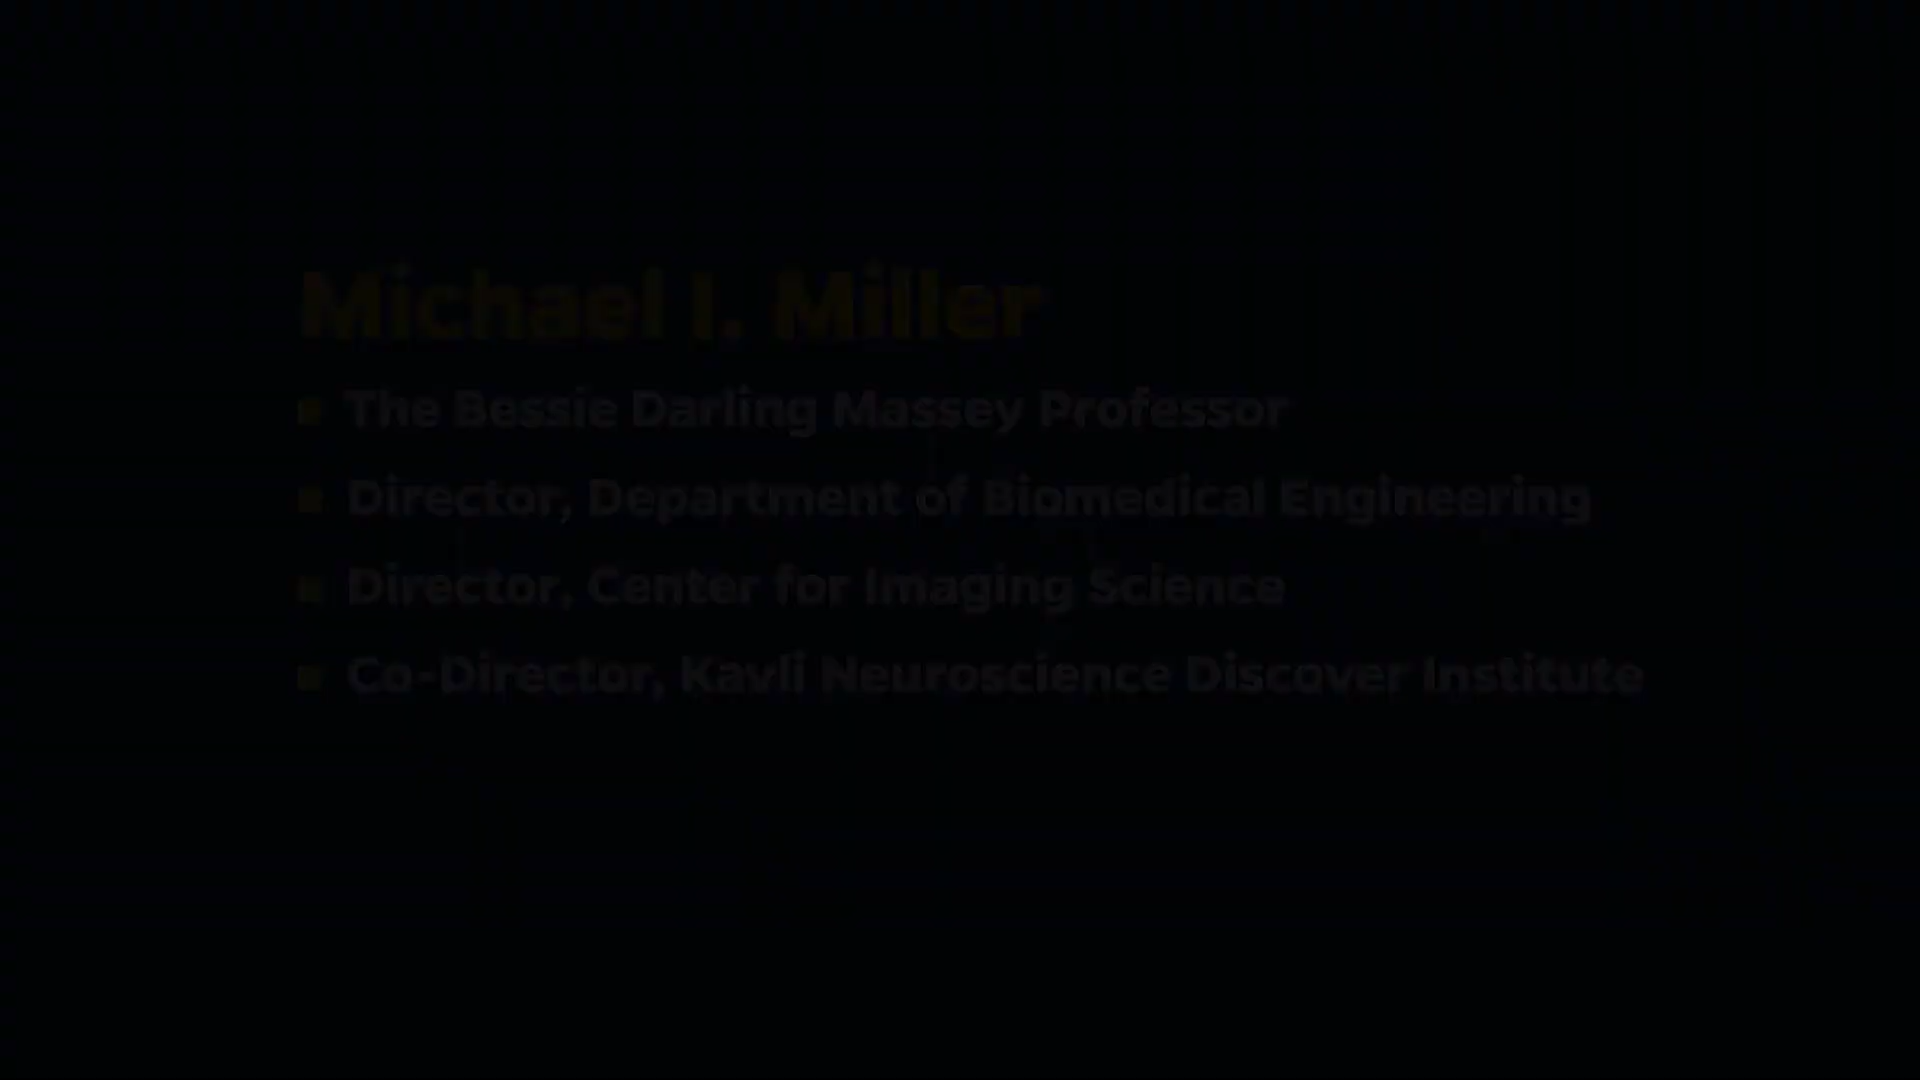 Michael I. Miller
The Bessie Darling Massey Professor
Director, Department of Biomedical Engineering
Director, Center for Imaging Science
Co-Director, Kavli Neuroscience Discover Institute